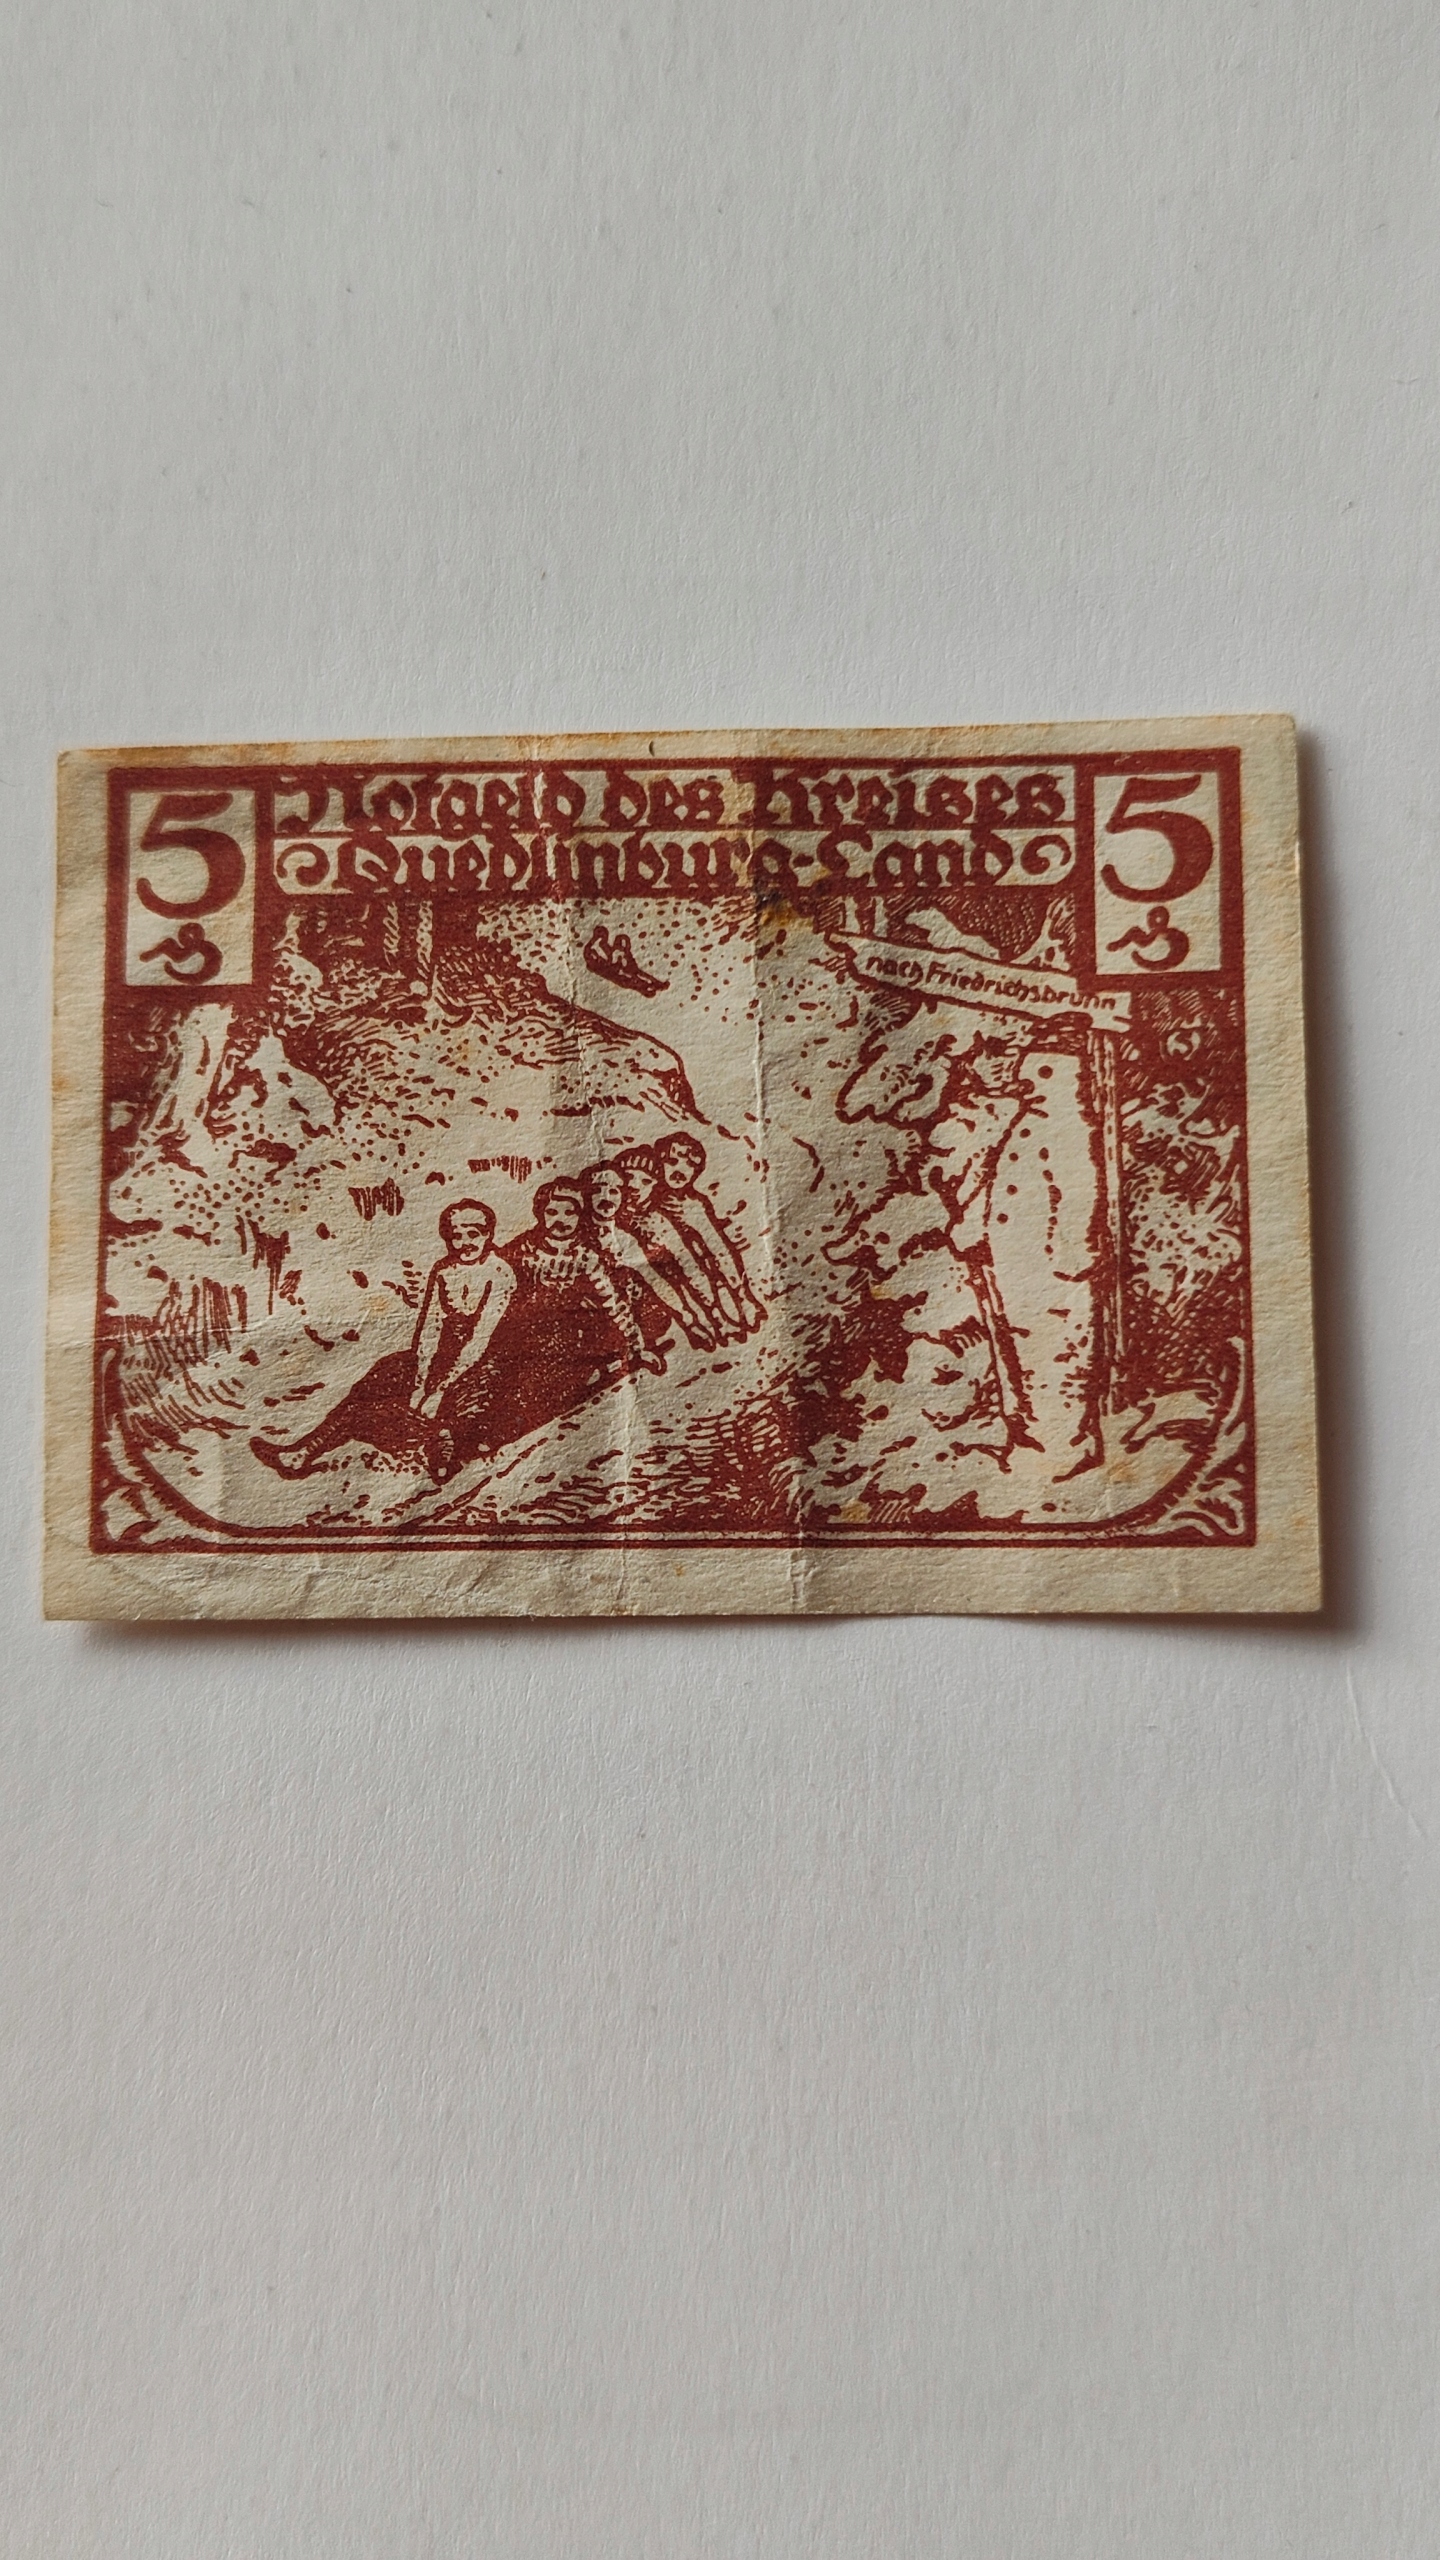 5 ₰
Notgeld des Kreises
Quedlinburg-Land
5 ₰
nach Friedrichsbrunn